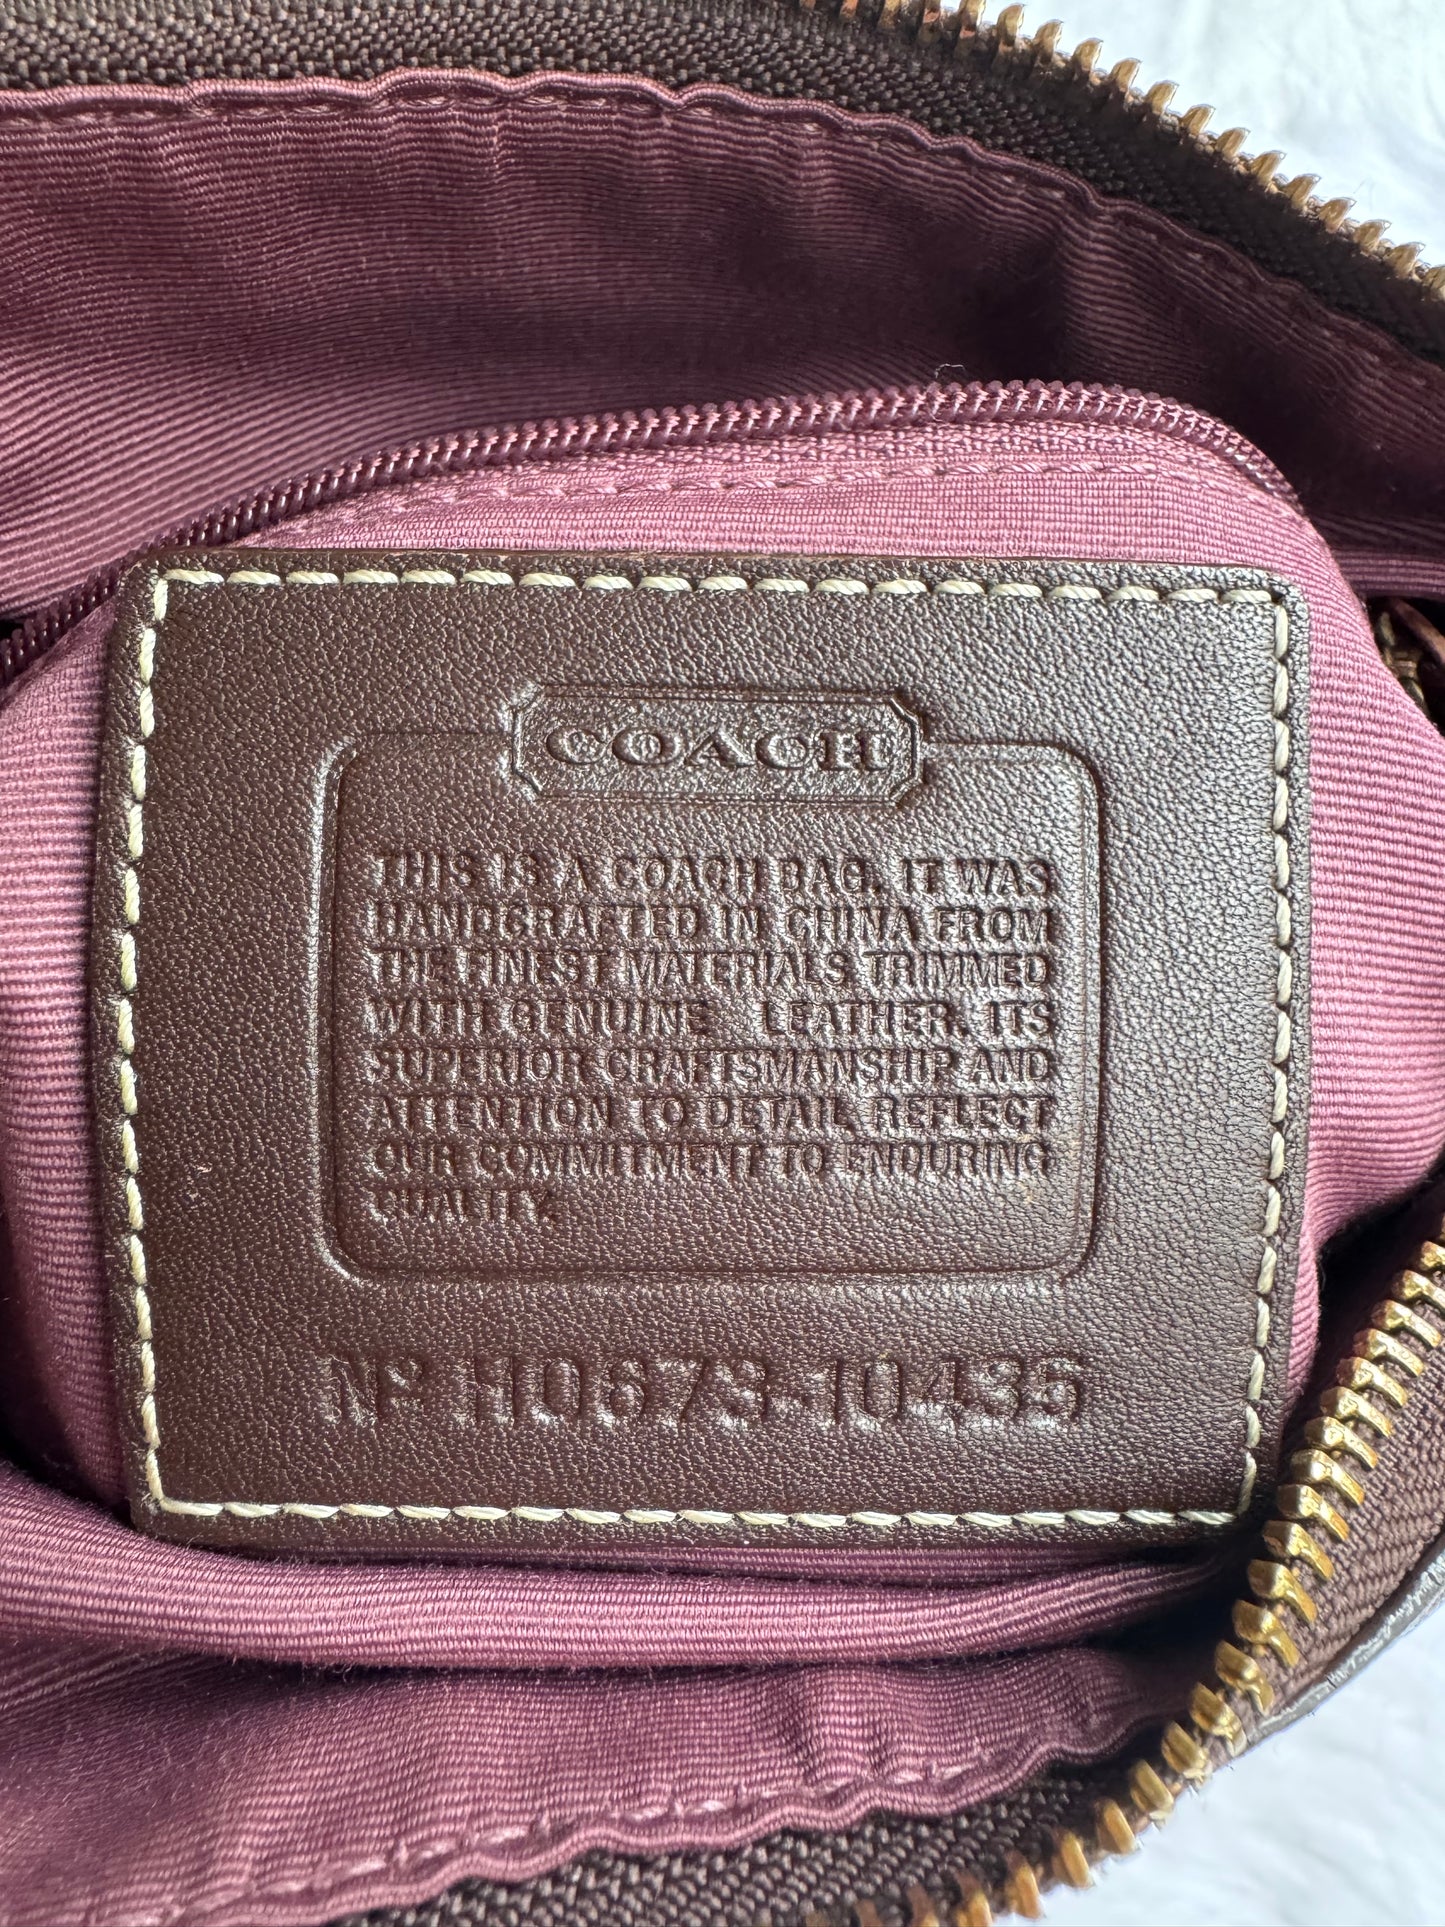 COACH
THIS IS A COACH BAG. IT WAS
HANDCRAFTED IN CHINA FROM
THE FINEST MATERIALS TRIMMED
WITH GENUINE LEATHER. ITS
SUPERIOR CRAFTSMANSHIP AND
ATTENTION TO DETAIL REFLECT
OUR COMMITMENT TO ENDURING
QUALITY.
Nº H0673-10435